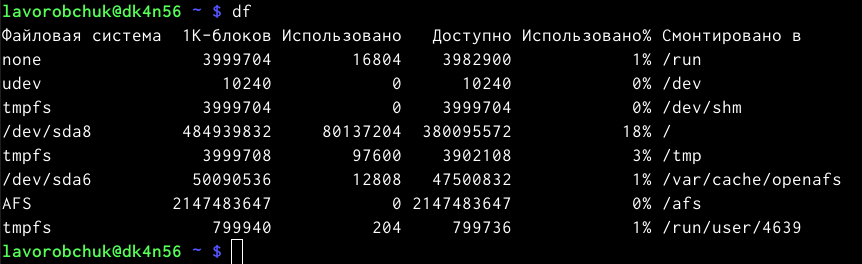 lavorobchuk@dk4n56 ~ $ df
Файловая система 1K-блоков Использовано Доступно Использовано% Смонтировано в
none 3999704 16804 3982900 1% /run
udev 10240 0 10240 0% /dev
tmpfs 3999704 0 3999704 0% /dev/shm
/dev/sda8 484939832 80137204 380095572 18% /
tmpfs 3999708 97600 3902108 3% /tmp
/dev/sda6 50090536 12808 47500832 1% /var/cache/openafs
AFS 2147483647 0 2147483647 0% /afs
tmpfs 799940 204 799736 1% /run/user/4639
lavorobchuk@dk4n56 ~ $